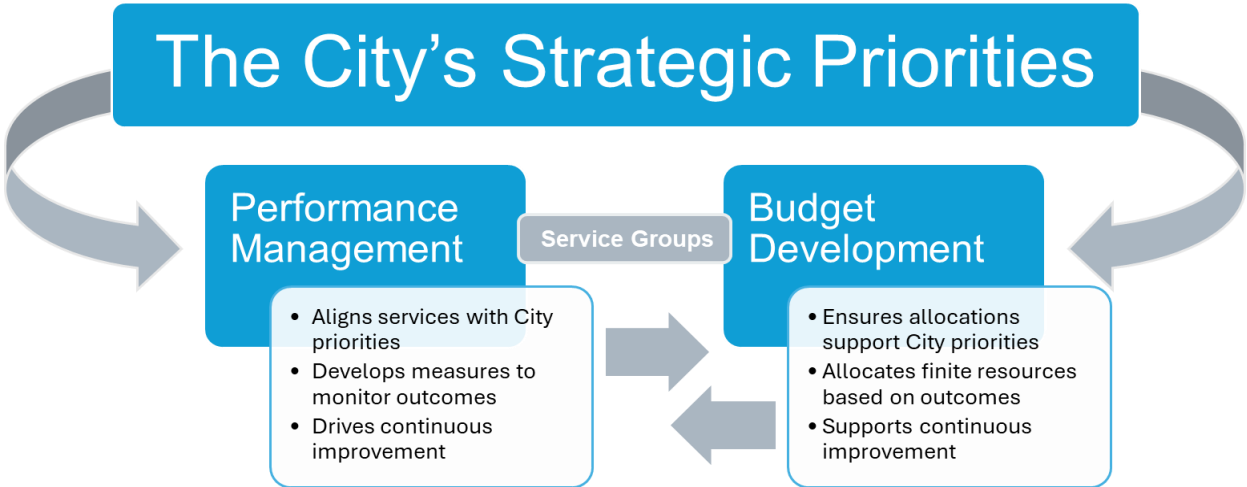 The City’s Strategic Priorities
Performance
Management
Service Groups
Budget
Development
• Aligns services with City
priorities
• Develops measures to
monitor outcomes
• Drives continuous
improvement
• Ensures allocations
support City priorities
• Allocates finite resources
based on outcomes
• Supports continuous
improvement